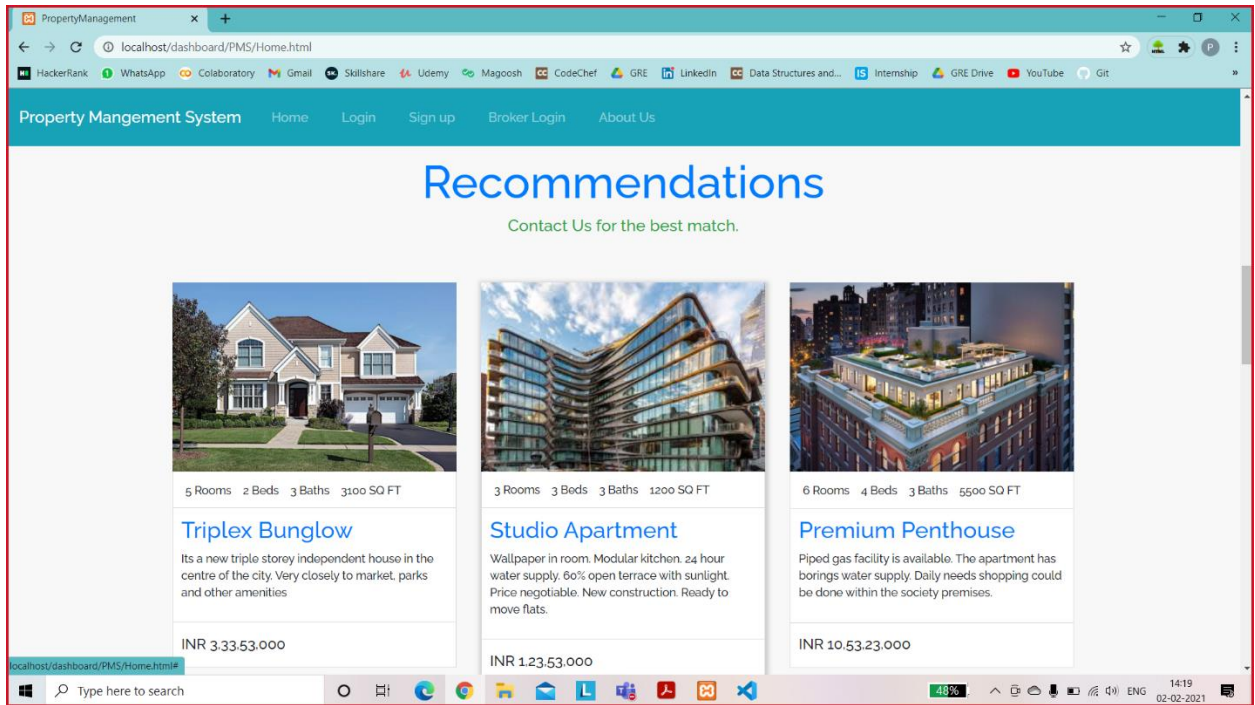 PropertyManagement
localhost/dashboard/PMS/Home.html
HackerRank WhatsApp Colaboratory Gmail Skillshare Udemy Magoosh CodeChef GRE LinkedIn Data Structures and... Internship GRE Drive YouTube Git »
Property Mangement System Home Login Sign up Broker Login About Us
Recommendations
Contact Us for the best match.
5 Rooms 2 Beds 3 Baths 3100 SQ FT
Triplex Bunglow
Its a new triple storey independent house in the
centre of the city. Very closely to market, parks
and other amenities
INR 3,33,53,000
3 Rooms 3 Beds 3 Baths 1200 SQ FT
Studio Apartment
Wallpaper in room. Modular kitchen. 24 hour
water supply. 60% open terrace with sunlight.
Price negotiable. New construction. Ready to
move flats.
INR 1,23,53,000
6 Rooms 4 Beds 3 Baths 5500 SQ FT
Premium Penthouse
Piped gas facility is available. The apartment has
borings water supply. Daily needs shopping could
be done within the society premises.
INR 10,53,23,000
localhost/dashboard/PMS/Home.html#
Type here to search
48%
ENG
14:19
02-02-2021